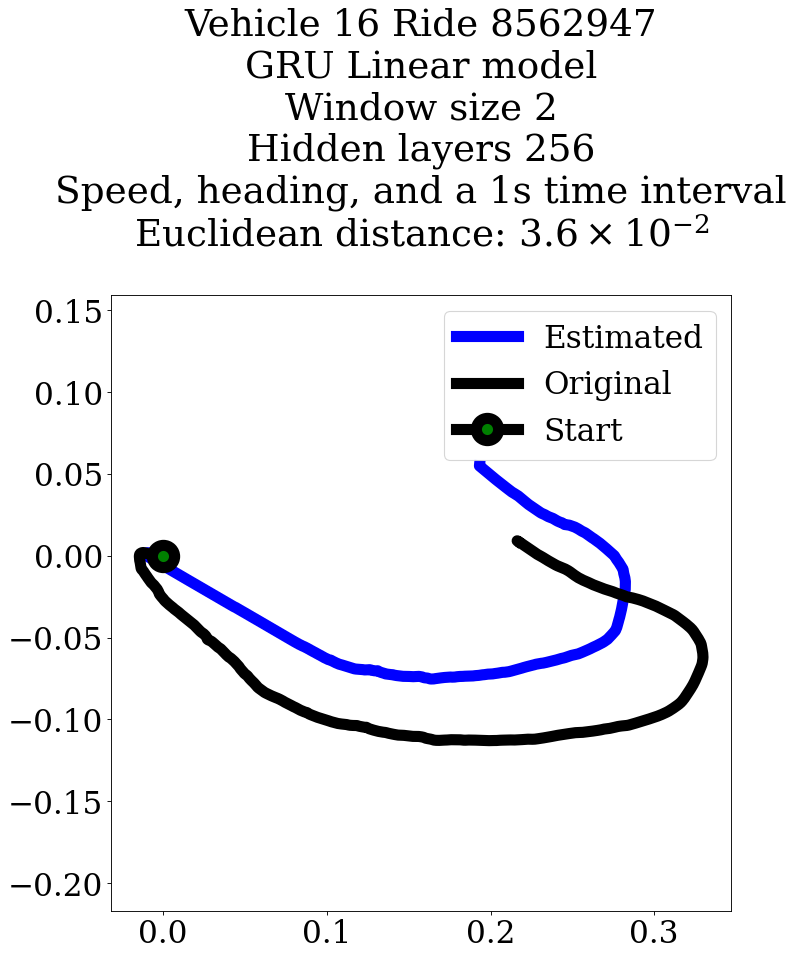 Vehicle 16 Ride 8562947
GRU Linear model
Window size 2
Hidden layers 256
Speed, heading, and a 1s time interval
Euclidean distance: 3.6 × 10⁻²
0.15
0.10
0.05
0.00
−0.05
−0.10
−0.15
−0.20
Estimated
Original
Start
0.0 0.1 0.2 0.3